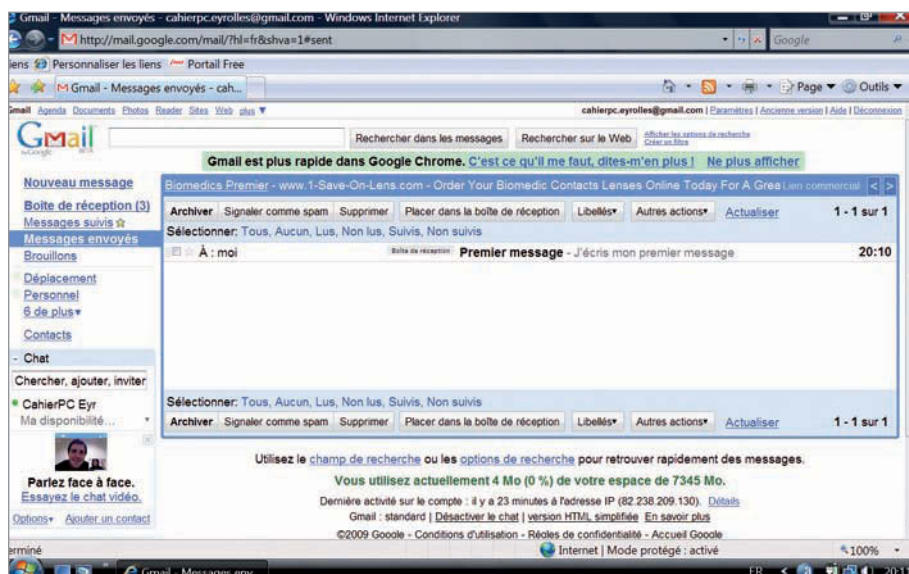 Gmail - Messages envoyés - cahierpc.eyrolles@gmail.com - Windows Internet Explorer
http://mail.google.com/mail/?hl=fr&shva=1#sent Google
iens Personnaliser les liens Portail Free
Gmail - Messages envoyés - cah... Page ▼ Outils ▼
Gmail Agenda Documents Photos Reader Sites Web plus ▼ cahierpc.eyrolles@gmail.com | Paramètres | Ancienne version | Aide | Déconnexion
Gmail Rechercher dans les messages Rechercher sur le Web Afficher les options de recherche
by Google BETA Créer un filtre
Gmail est plus rapide dans Google Chrome. C'est ce qu'il me faut, dites-m'en plus ! Ne plus afficher
Nouveau message
Boîte de réception (3)
Messages suivis
Messages envoyés
Brouillons
Déplacement
Personnel
6 de plus▼
Contacts
- Chat
Chercher, ajouter, inviter
CahierPC Eyr
Ma disponibilité... ▼
Parlez face à face.
Essayez le chat vidéo.
Options▼ Ajouter un contact
Biomedics Premier - www.1-Save-On-Lens.com - Order Your Biomedic Contacts Lenses Online Today For A Grea Lien commercial < >
Archiver Signaler comme spam Supprimer Placer dans la boîte de réception Libellés▼ Autres actions▼ Actualiser 1 - 1 sur 1
Sélectionner: Tous, Aucun, Lus, Non lus, Suivis, Non suivis
À : moi Boîte de réception Premier message - J'écris mon premier message 20:10
Sélectionner: Tous, Aucun, Lus, Non lus, Suivis, Non suivis
Archiver Signaler comme spam Supprimer Placer dans la boîte de réception Libellés▼ Autres actions▼ Actualiser 1 - 1 sur 1
Utilisez le champ de recherche ou les options de recherche pour retrouver rapidement des messages.
Vous utilisez actuellement 4 Mo (0 %) de votre espace de 7345 Mo.
Dernière activité sur le compte : il y a 23 minutes à l'adresse IP (82.238.209.130). Détails
Gmail : standard | Désactiver le chat | version HTML simplifiée En savoir plus
©2009 Google - Conditions d'utilisation - Règles de confidentialité - Accueil Google
erminé Internet | Mode protégé : activé 100%
Gmail - Messages env... FR 20:11